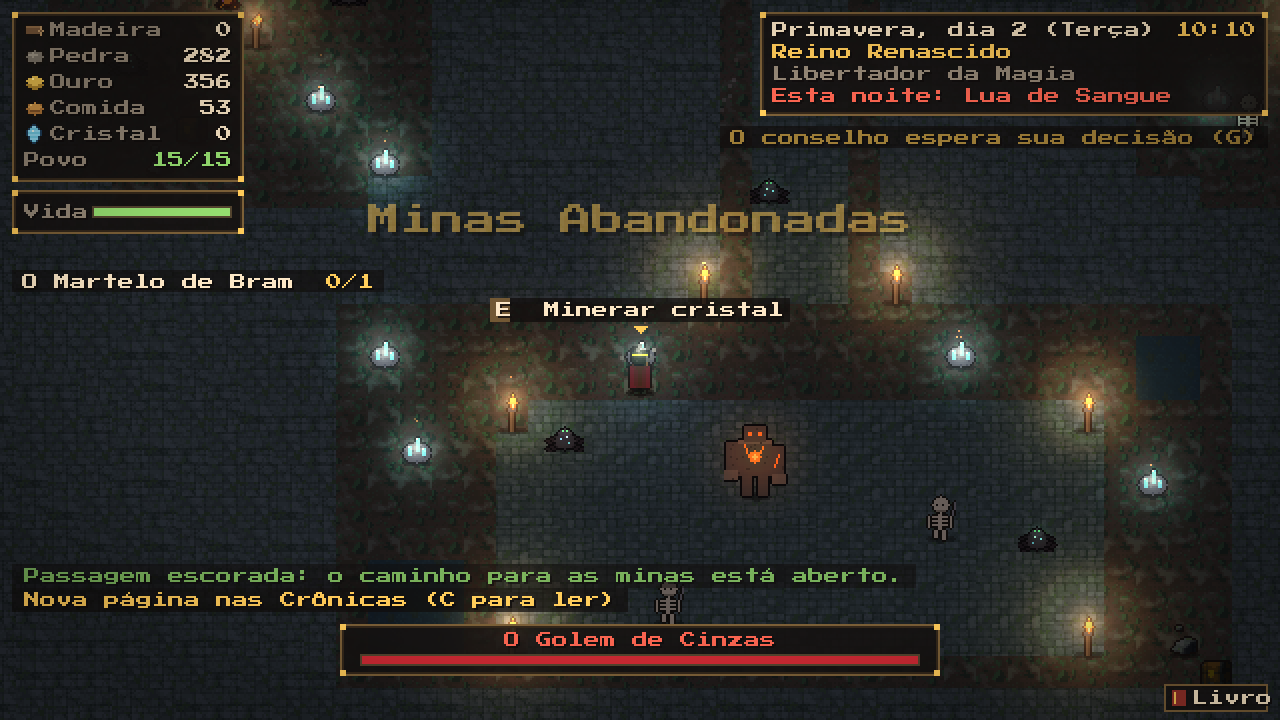 Madeira 0
Pedra 282
Ouro 356
Comida 53
Cristal 0
Povo 15/15
Vida
Primavera, dia 2 (Terça) 10:10
Reino Renascido
Libertador da Magia
Esta noite: Lua de Sangue
O conselho espera sua decisão (G)
Minas Abandonadas
O Martelo de Bram 0/1
E Minerar cristal
Passagem escorada: o caminho para as minas está aberto.
Nova página nas Crônicas (C para ler)
O Golem de Cinzas
Livro